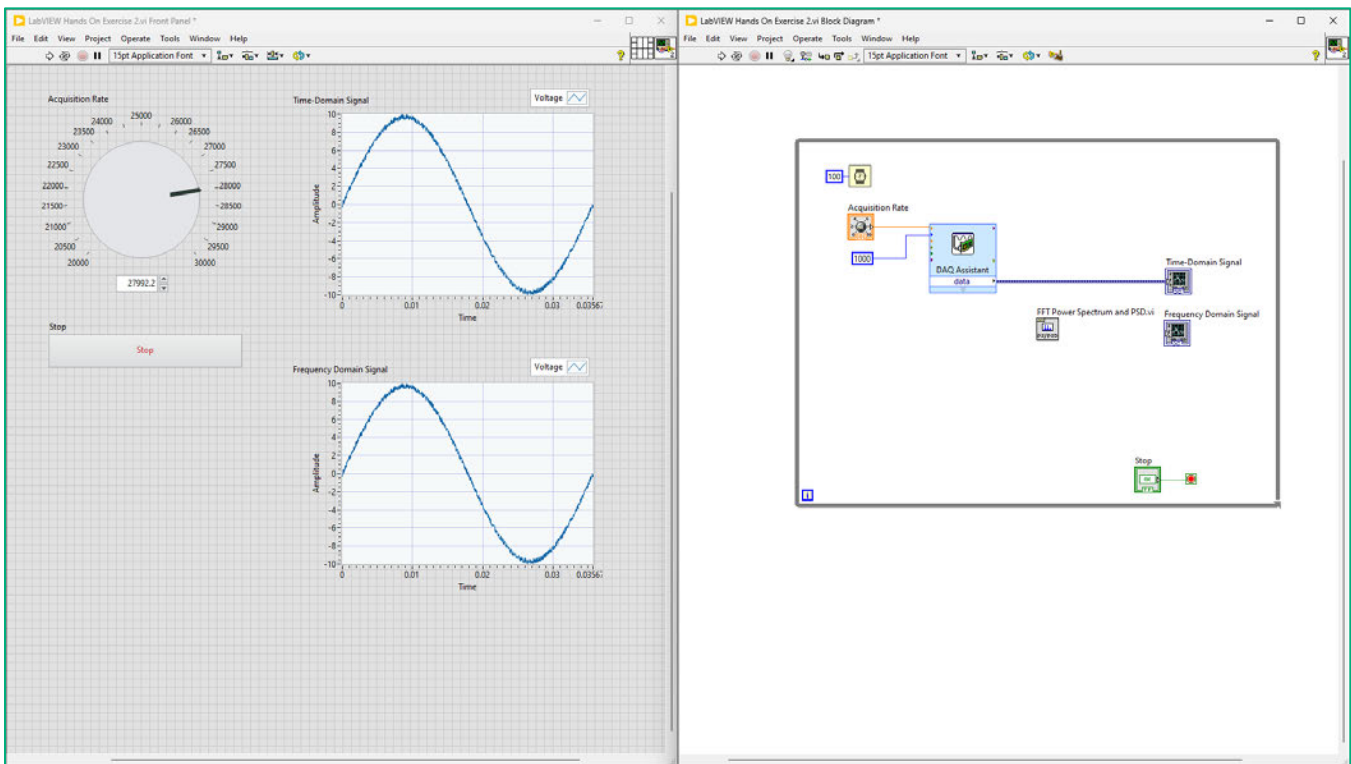 LabVIEW Hands On Exercise 2.vi Front Panel *
File Edit View Project Operate Tools Window Help
15pt Application Font
Acquisition Rate
20000
20500
21000
21500
22000
22500
23000
23500
24000
25000
26000
26500
27000
27500
28000
28500
29000
29500
30000
27992.2
Stop
Stop
Time-Domain Signal
Voltage
Amplitude
10
8
6
4
2
0
-2
-4
-6
-8
-10
0 0.01 0.02 0.03 0.0356
Time
Frequency Domain Signal
Voltage
Amplitude
10
8
6
4
2
0
-2
-4
-6
-8
-10
0 0.01 0.02 0.03 0.0356
Time
LabVIEW Hands On Exercise 2.vi Block Diagram *
File Edit View Project Operate Tools Window Help
15pt Application Font
100
Acquisition Rate
1000
DAQ Assistant
data
Time-Domain Signal
FFT Power Spectrum and PSD.vi
Frequency Domain Signal
Stop
i